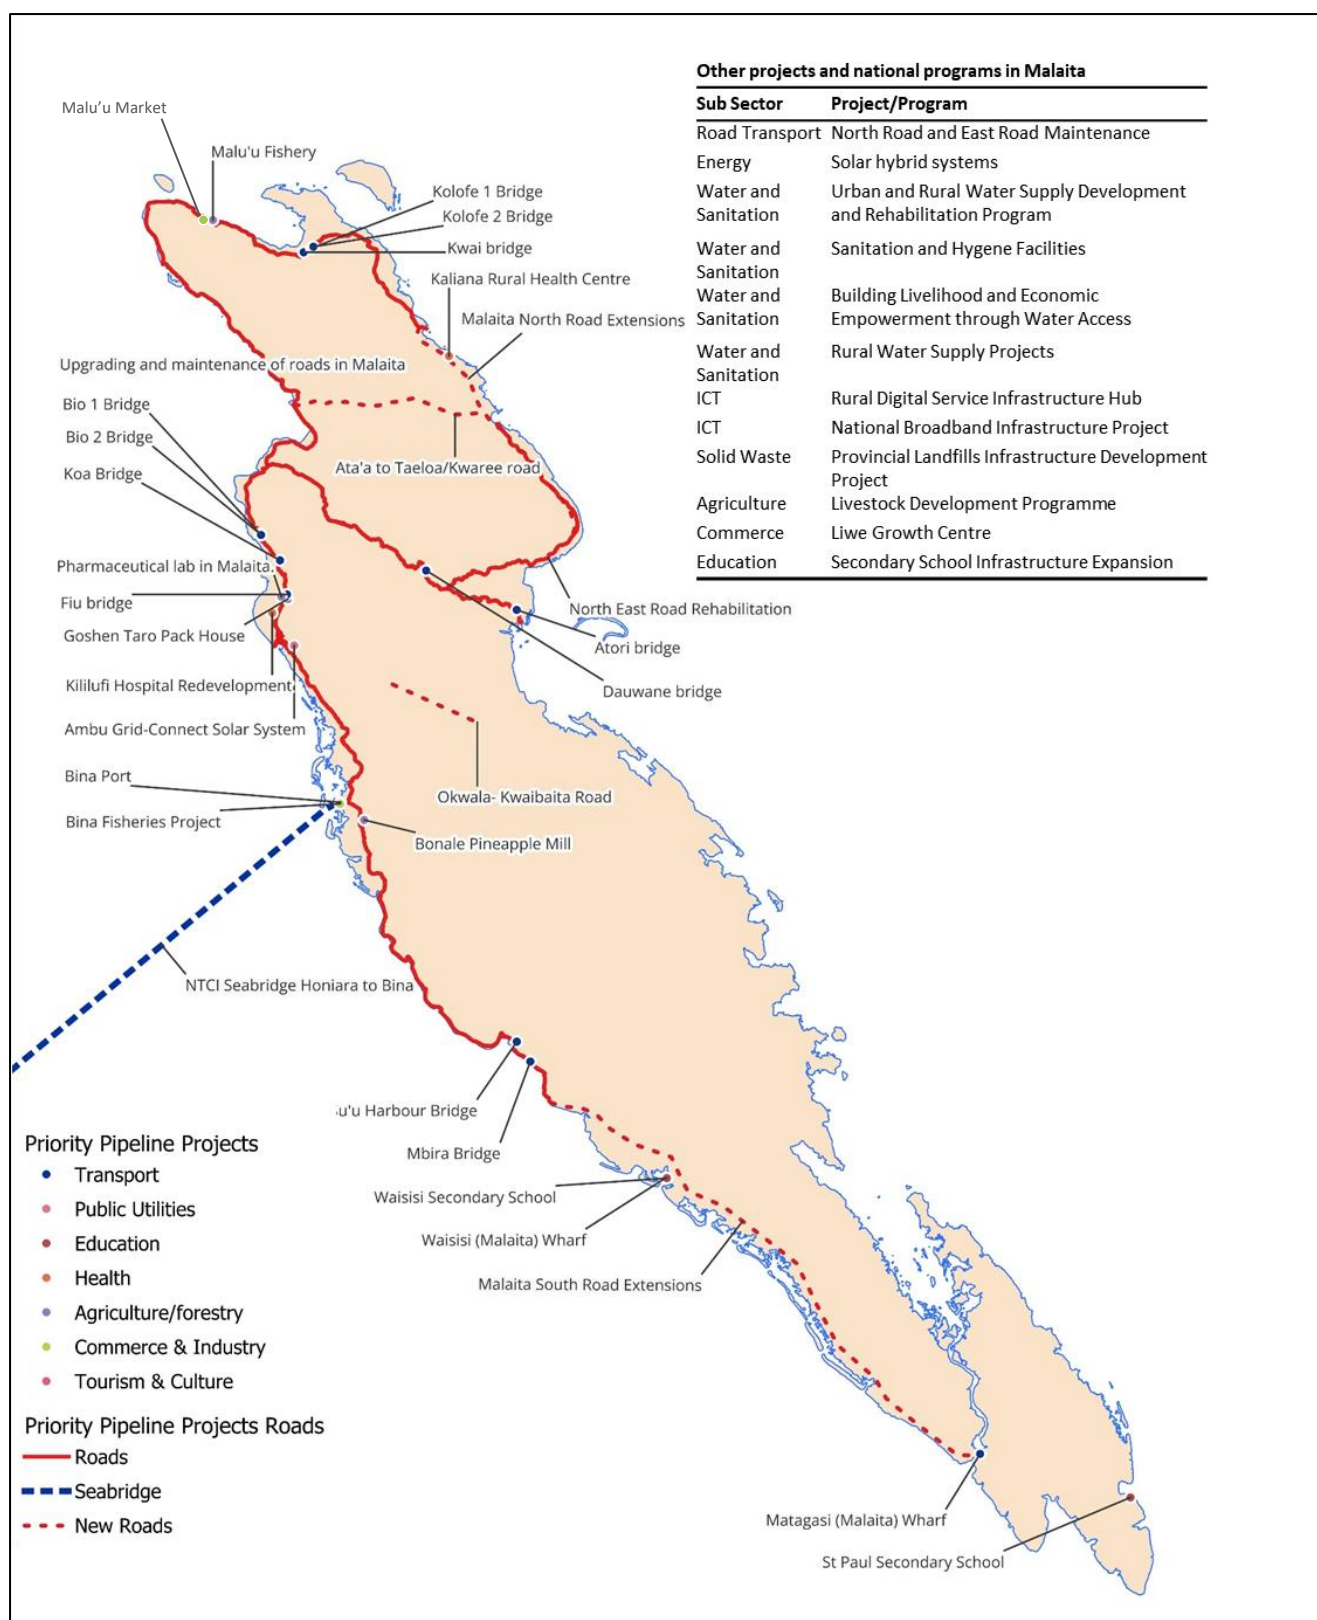 Other projects and national programs in Malaita
Sub Sector Project/Program
Road Transport North Road and East Road Maintenance
Energy Solar hybrid systems
Water and Urban and Rural Water Supply Development
Sanitation and Rehabilitation Program
Water and Sanitation and Hygene Facilities
Sanitation
Water and Building Livelihood and Economic
Sanitation Empowerment through Water Access
Water and Rural Water Supply Projects
Sanitation
ICT Rural Digital Service Infrastructure Hub
ICT National Broadband Infrastructure Project
Solid Waste Provincial Landfills Infrastructure Development
Project
Agriculture Livestock Development Programme
Commerce Liwe Growth Centre
Education Secondary School Infrastructure Expansion
Malu'u Market
Malu'u Fishery
Kolofe 1 Bridge
Kolofe 2 Bridge
Kwai bridge
Kaliana Rural Health Centre
Malaita North Road Extensions
Upgrading and maintenance of roads in Malaita
Bio 1 Bridge
Bio 2 Bridge
Koa Bridge
Ata'a to Taeloa/Kwaree road
Pharmaceutical lab in Malaita
Fiu bridge
Goshen Taro Pack House
North East Road Rehabilitation
Atori bridge
Kililufi Hospital Redevelopment
Dauwane bridge
Ambu Grid-Connect Solar System
Bina Port
Okwala- Kwaibaita Road
Bina Fisheries Project
Bonale Pineapple Mill
NTCI Seabridge Honiara to Bina
u'u Harbour Bridge
Mbira Bridge
Waisisi Secondary School
Waisisi (Malaita) Wharf
Malaita South Road Extensions
Matagasi (Malaita) Wharf
St Paul Secondary School
Priority Pipeline Projects
Transport
Public Utilities
Education
Health
Agriculture/forestry
Commerce & Industry
Tourism & Culture
Priority Pipeline Projects Roads
Roads
Seabridge
New Roads